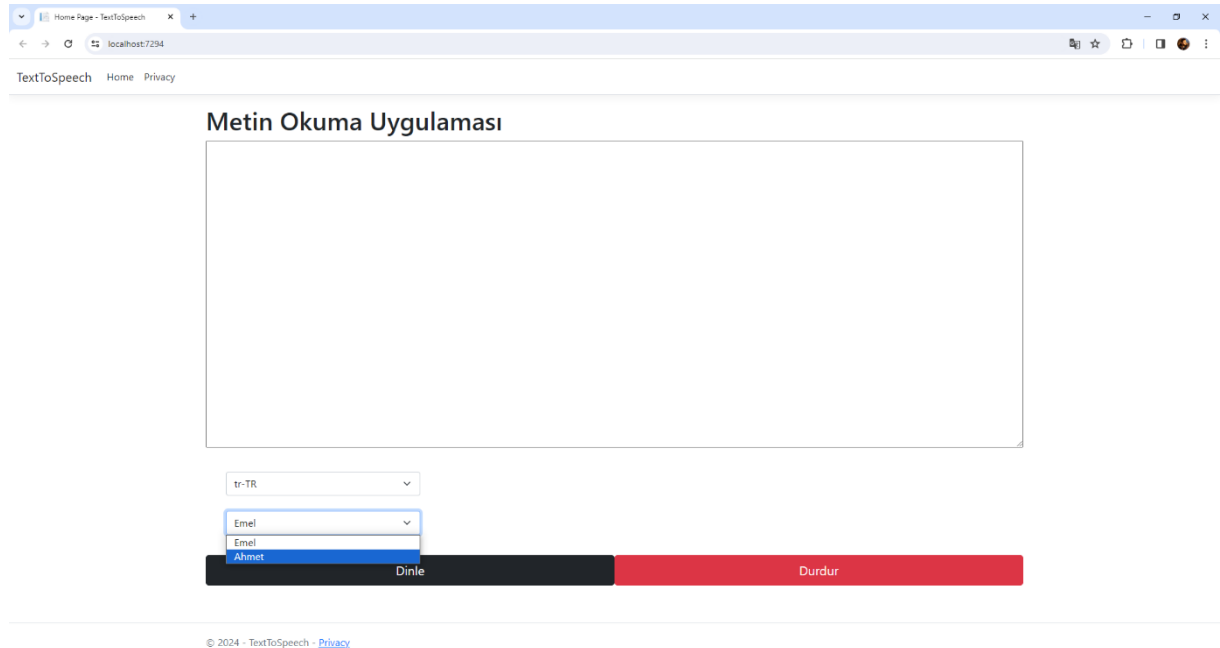 Home Page - TextToSpeech
localhost:7294
TextToSpeech Home Privacy
Metin Okuma Uygulaması
tr-TR
Emel
Emel
Ahmet
Dinle Durdur
© 2024 - TextToSpeech - Privacy